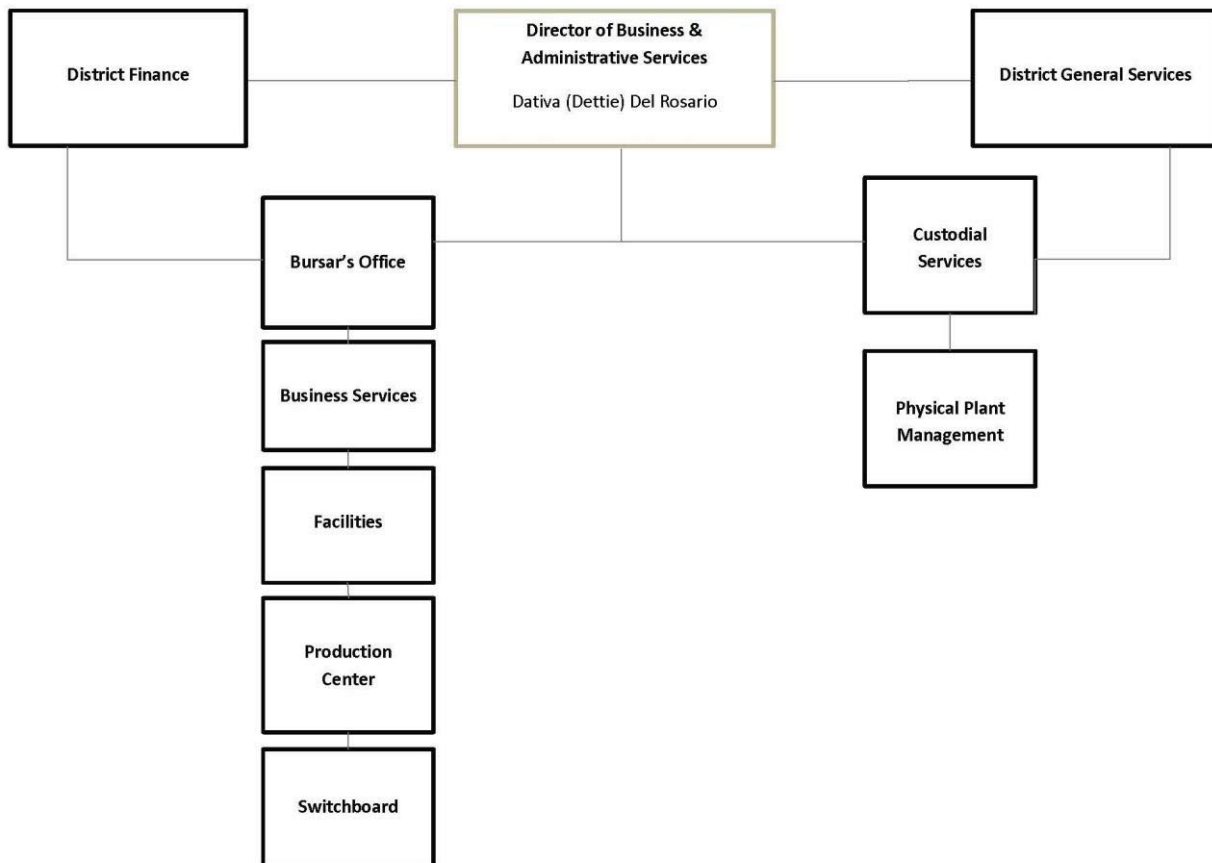 District Finance
Director of Business &
Administrative Services
Dativa (Dettie) Del Rosario
District General Services
Bursar’s Office
Custodial
Services
Business Services
Physical Plant
Management
Facilities
Production
Center
Switchboard